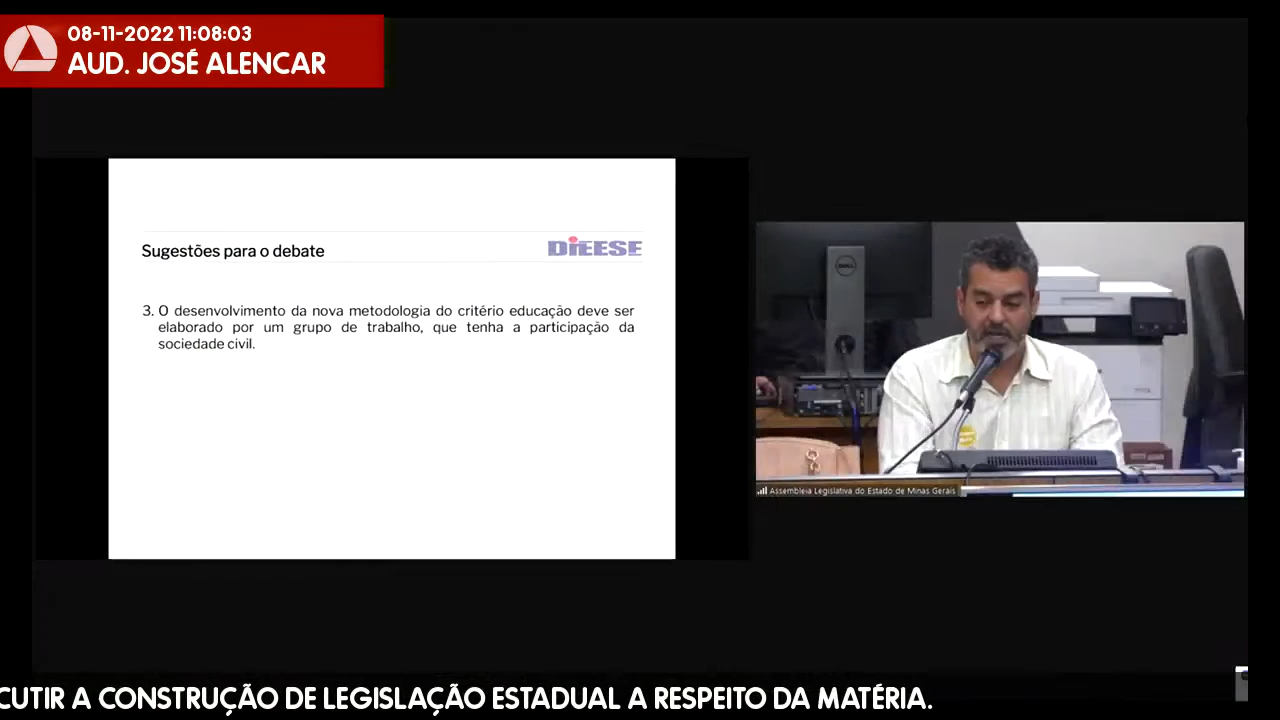 08-11-2022 11:08:03
AUD. JOSÉ ALENCAR
Sugestões para o debate
DIEESE
3. O desenvolvimento da nova metodologia do critério educação deve ser
elaborado por um grupo de trabalho, que tenha a participação da
sociedade civil.
DELL
Assembleia Legislativa do Estado de Minas Gerais
CUTIR A CONSTRUÇÃO DE LEGISLAÇÃO ESTADUAL A RESPEITO DA MATÉRIA.